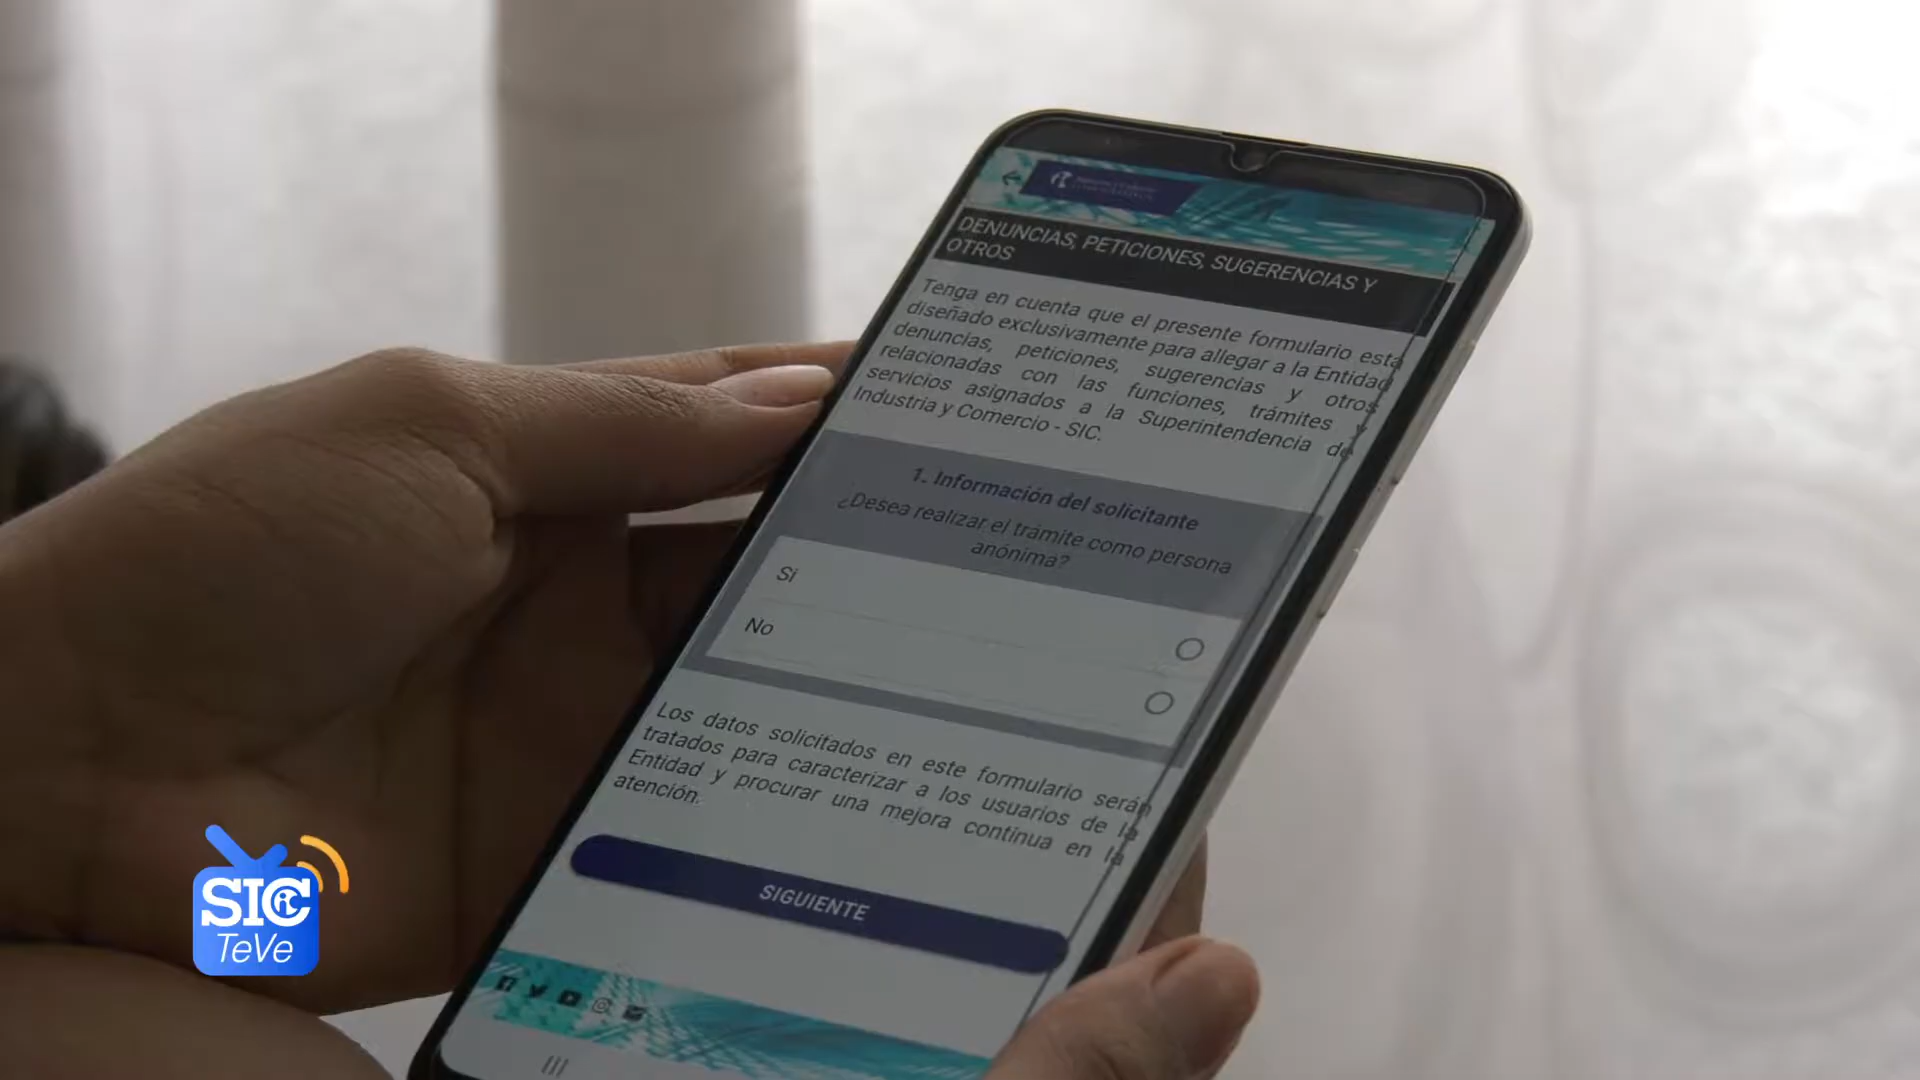 DENUNCIAS, PETICIONES, SUGERENCIAS Y
OTROS
Tenga en cuenta que el presente formulario está
diseñado exclusivamente para allegar a la Entidad
denuncias, peticiones, sugerencias y otros
relacionadas con las funciones, trámites y
servicios asignados a la Superintendencia de
Industria y Comercio - SIC.
1. Información del solicitante
¿Desea realizar el trámite como persona
anónima?
Si
No
Los datos solicitados en este formulario serán
tratados para caracterizar a los usuarios de la
Entidad y procurar una mejora continua en la
atención.
SIGUIENTE
SIC
TeVe